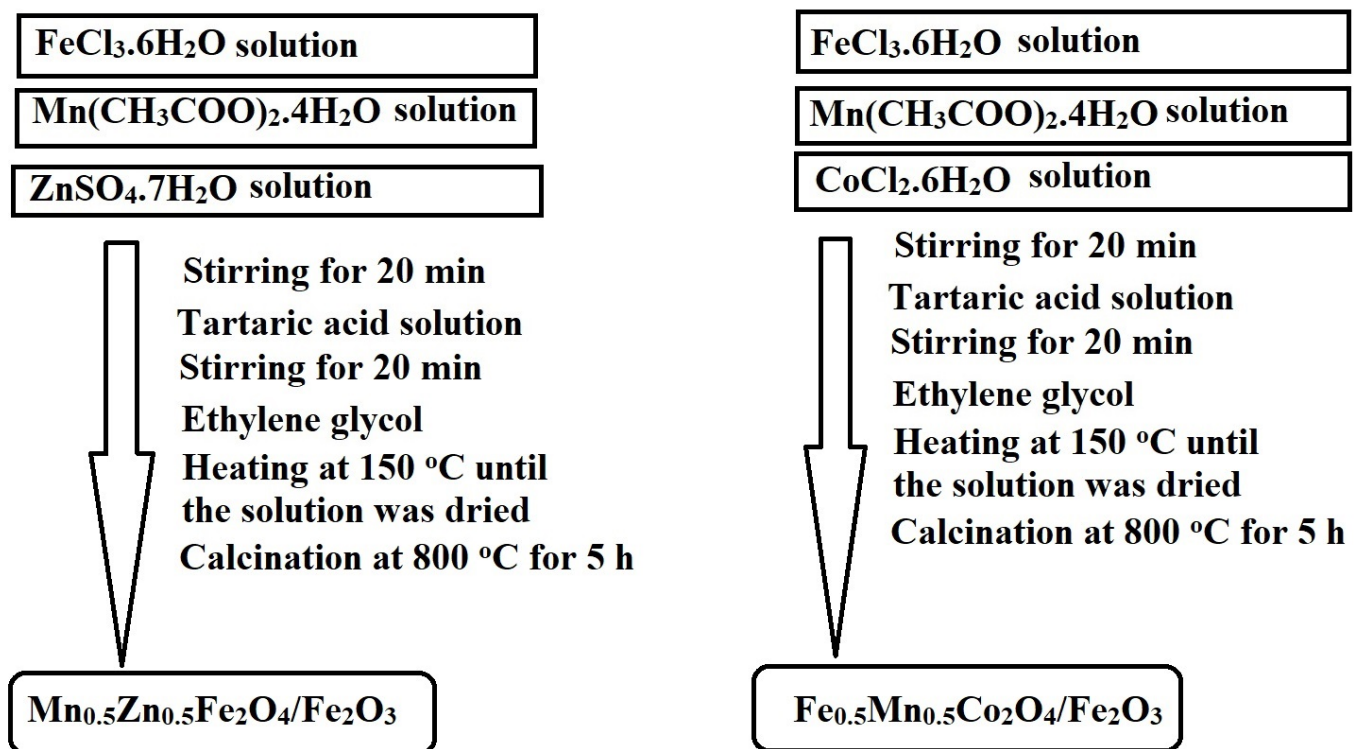 FeCl₃.6H₂O solution
Mn(CH₃COO)₂.4H₂O solution
ZnSO₄.7H₂O solution
Stirring for 20 min
Tartaric acid solution
Stirring for 20 min
Ethylene glycol
Heating at 150 °C until
the solution was dried
Calcination at 800 °C for 5 h
Mn₀.₅Zn₀.₅Fe₂O₄/Fe₂O₃
FeCl₃.6H₂O solution
Mn(CH₃COO)₂.4H₂O solution
CoCl₂.6H₂O solution
Stirring for 20 min
Tartaric acid solution
Stirring for 20 min
Ethylene glycol
Heating at 150 °C until
the solution was dried
Calcination at 800 °C for 5 h
Fe₀.₅Mn₀.₅Co₂O₄/Fe₂O₃